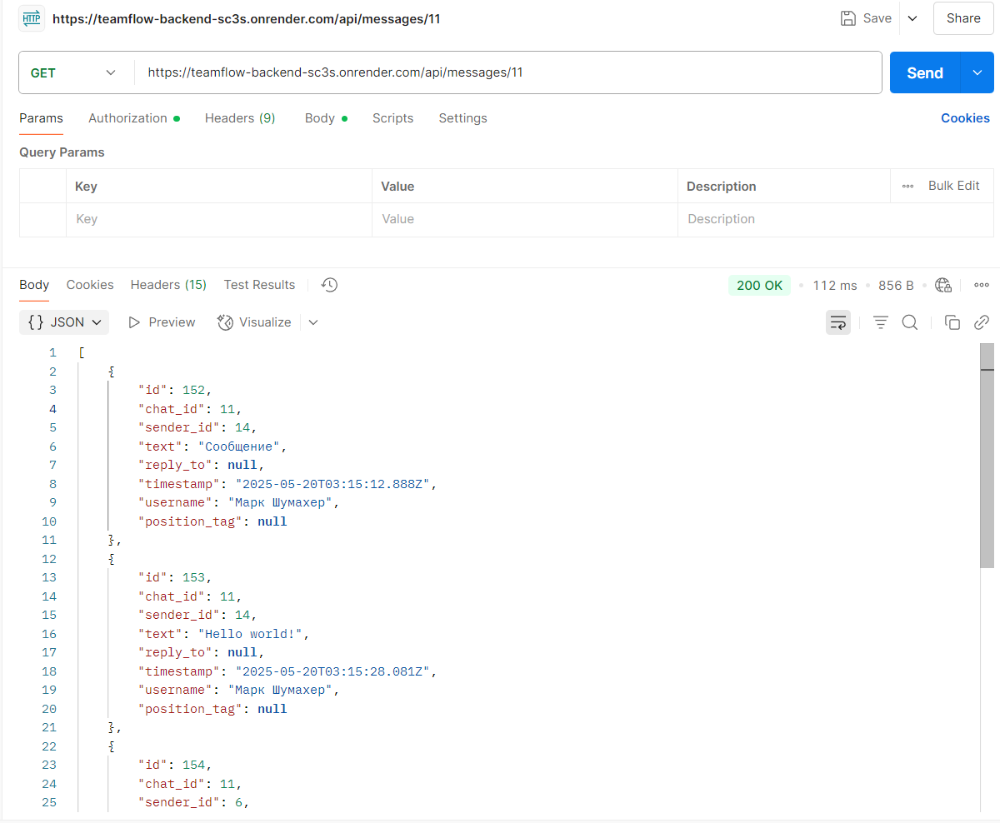 HTTP https://teamflow-backend-sc3s.onrender.com/api/messages/11 Save Share
GET https://teamflow-backend-sc3s.onrender.com/api/messages/11 Send
Params Authorization Headers (9) Body Scripts Settings Cookies
Query Params
Key Value Description Bulk Edit
Key Value Description
Body Cookies Headers (15) Test Results 200 OK 112 ms 856 B
{} JSON Preview Visualize
1 [
2 {
3 "id": 152,
4 "chat_id": 11,
5 "sender_id": 14,
6 "text": "Сообщение",
7 "reply_to": null,
8 "timestamp": "2025-05-20T03:15:12.888Z",
9 "username": "Марк Шумахер",
10 "position_tag": null
11 },
12 {
13 "id": 153,
14 "chat_id": 11,
15 "sender_id": 14,
16 "text": "Hello world!",
17 "reply_to": null,
18 "timestamp": "2025-05-20T03:15:28.081Z",
19 "username": "Марк Шумахер",
20 "position_tag": null
21 },
22 {
23 "id": 154,
24 "chat_id": 11,
25 "sender_id": 6,